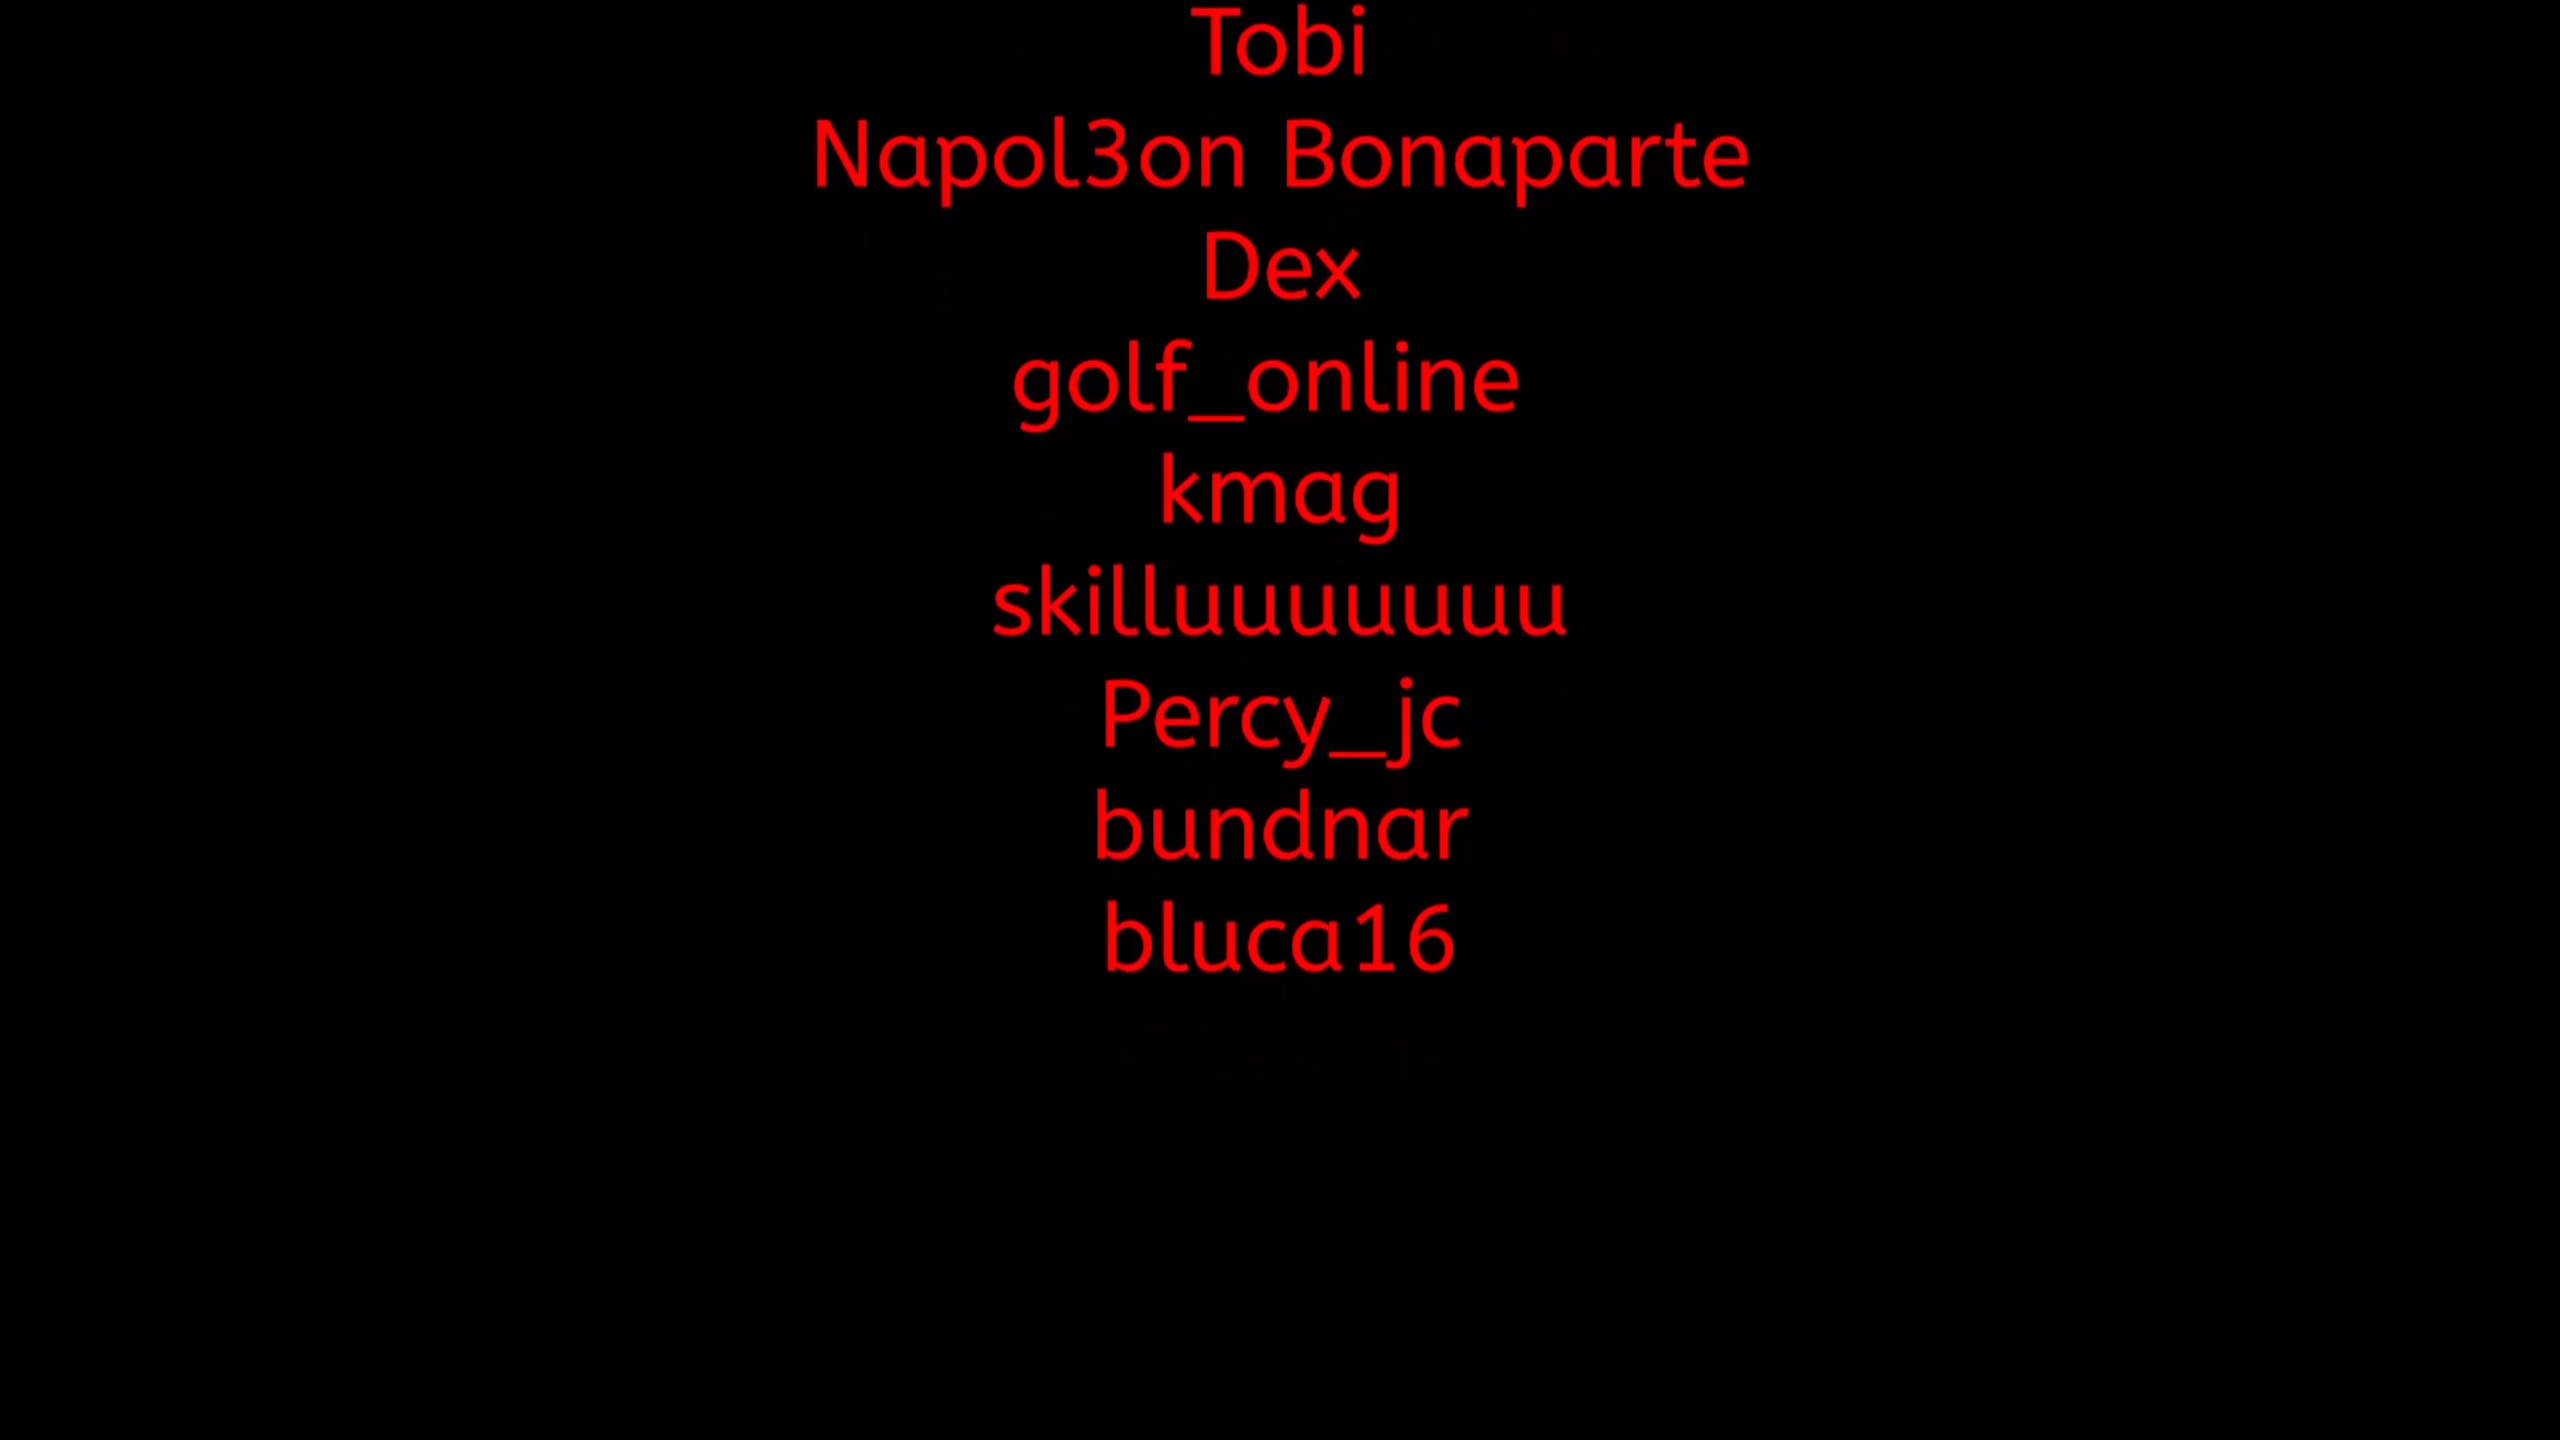 Tobi
Napol3on Bonaparte
Dex
golf_online
kmag
skilluuuuuuu
Percy_jc
bundnar
bluca16